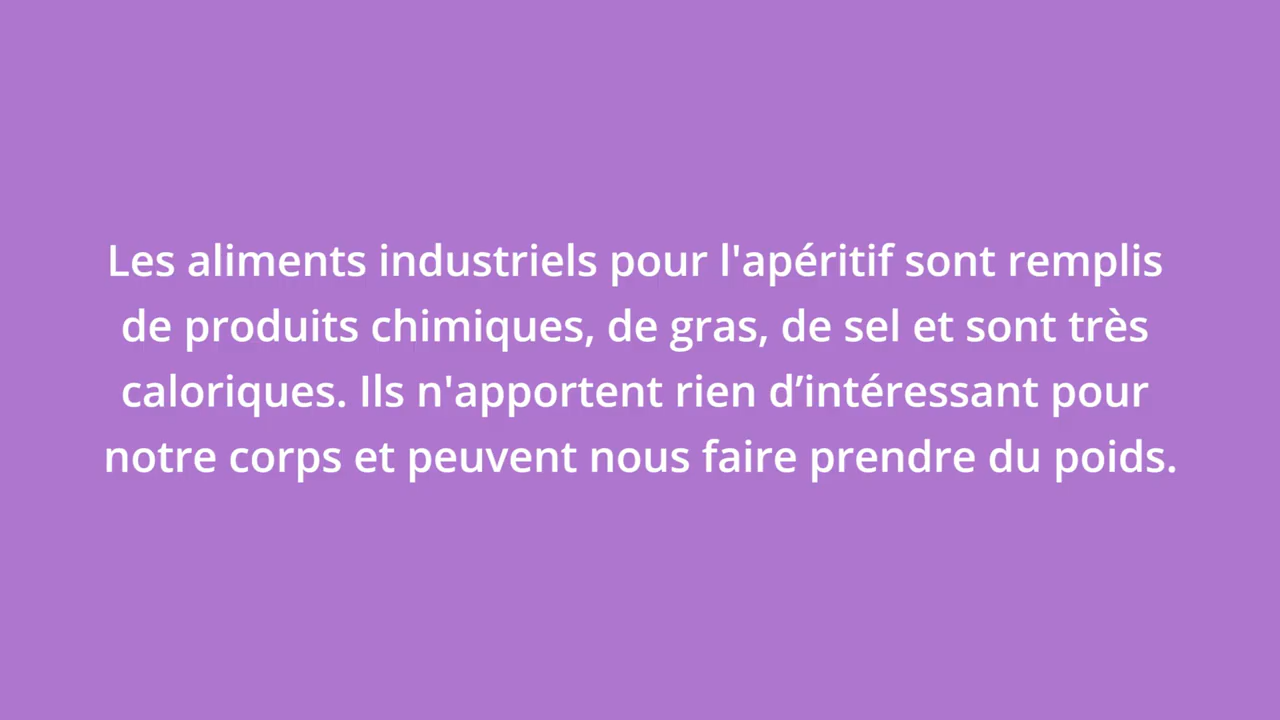 Les aliments industriels pour l'apéritif sont remplis
de produits chimiques, de gras, de sel et sont très
caloriques. Ils n'apportent rien d’intéressant pour
notre corps et peuvent nous faire prendre du poids.